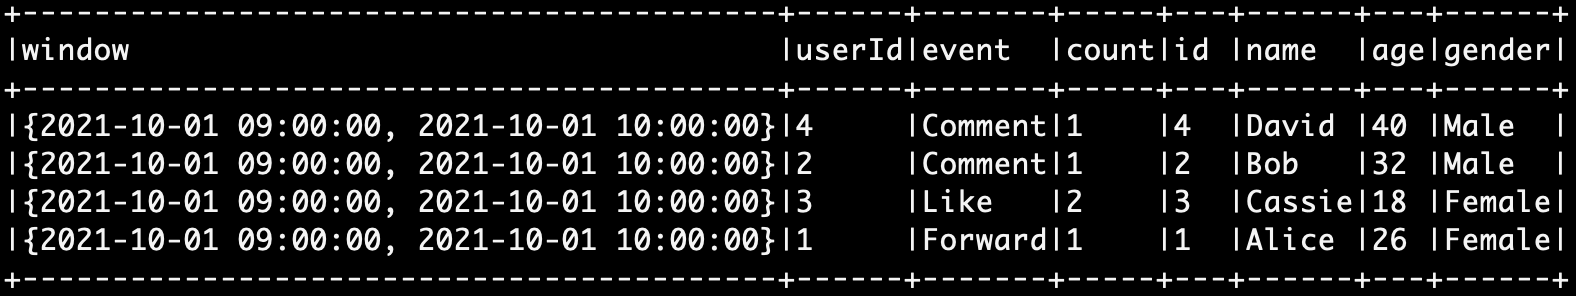 +------------------------------------------+------+-------+-----+---+------+---+------+
|window                                    |userId|event  |count|id |name  |age|gender|
+------------------------------------------+------+-------+-----+---+------+---+------+
|{2021-10-01 09:00:00, 2021-10-01 10:00:00}|4     |Comment|1    |4  |David |40 |Male  |
|{2021-10-01 09:00:00, 2021-10-01 10:00:00}|2     |Comment|1    |2  |Bob   |32 |Male  |
|{2021-10-01 09:00:00, 2021-10-01 10:00:00}|3     |Like   |2    |3  |Cassie|18 |Female|
|{2021-10-01 09:00:00, 2021-10-01 10:00:00}|1     |Forward|1    |1  |Alice |26 |Female|
+------------------------------------------+------+-------+-----+---+------+---+------+